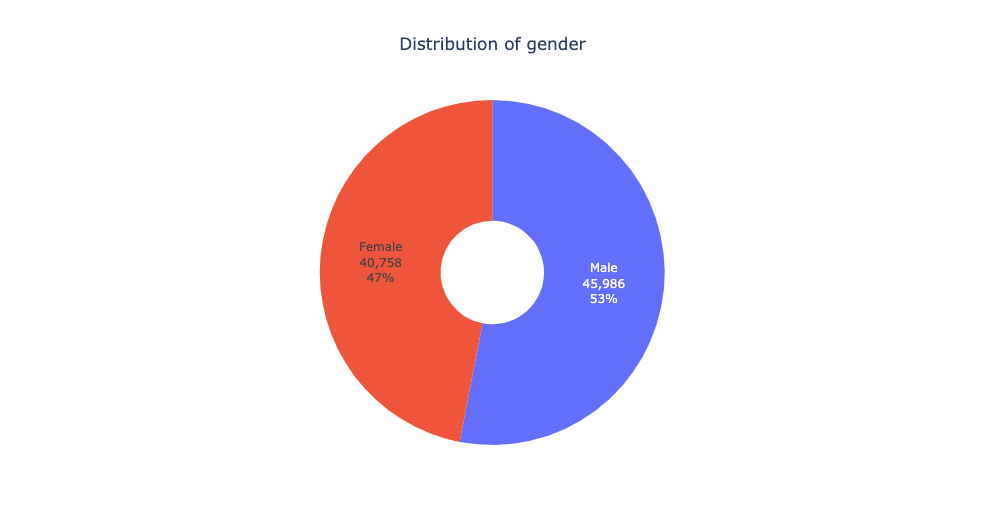 Distribution of gender
Female
40,758
47%
Male
45,986
53%